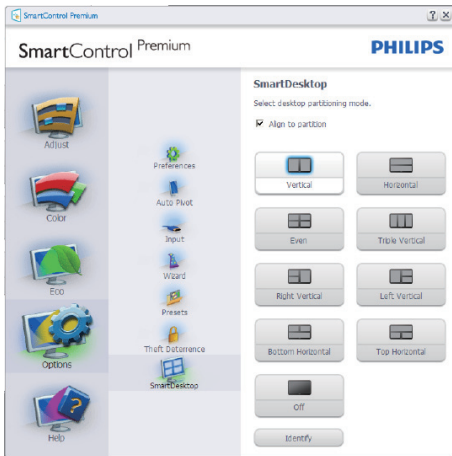 SmartControl Premium
SmartControl Premium
PHILIPS
Adjust
Color
Eco
Options
Help
Preferences
Auto Pivot
Input
Wizard
Presets
Theft Deterrence
SmartDesktop
SmartDesktop
Select desktop partitioning mode.
Align to partition
Vertical
Horizontal
Even
Triple Vertical
Right Vertical
Left Vertical
Bottom Horizontal
Top Horizontal
Off
Identify